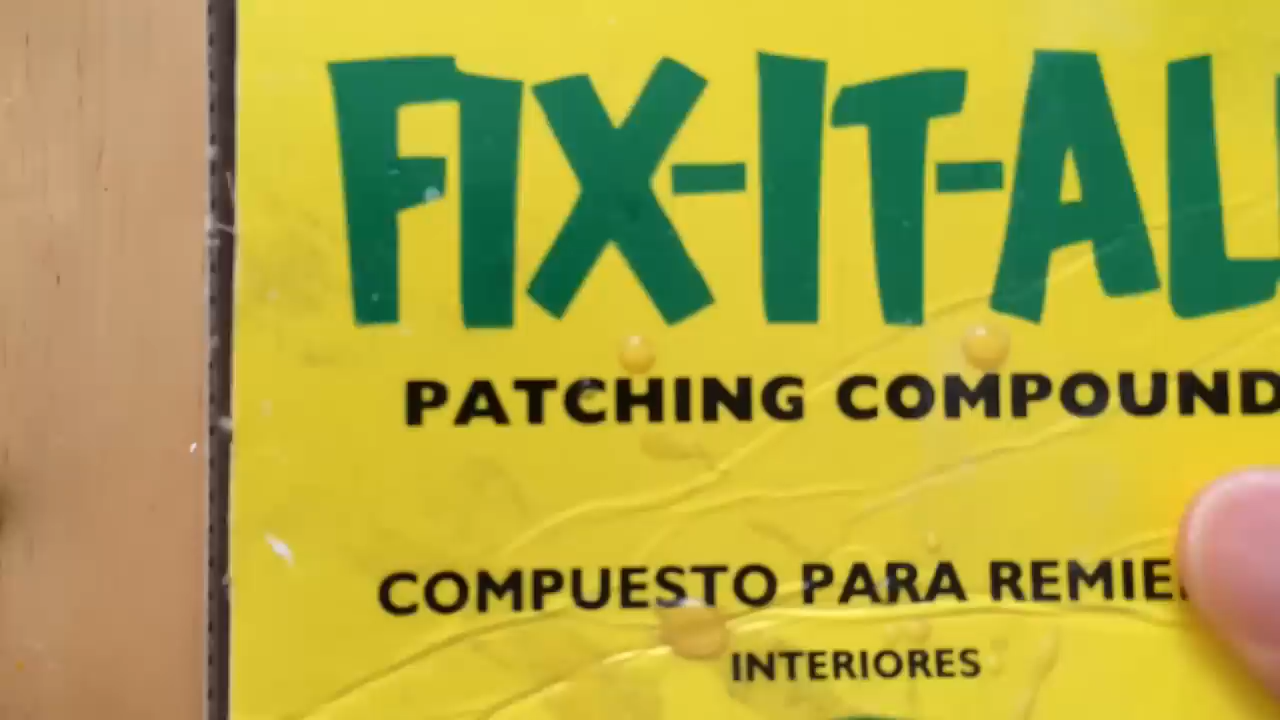 FIX-IT-AL
PATCHING COMPOUND
COMPUESTO PARA REMIE
INTERIORES